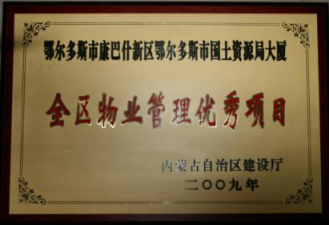 鄂尔多斯市康巴什新区鄂尔多斯市国土资源局大厦
全区物业管理优秀项目
内蒙古自治区建设厅
二〇〇九年